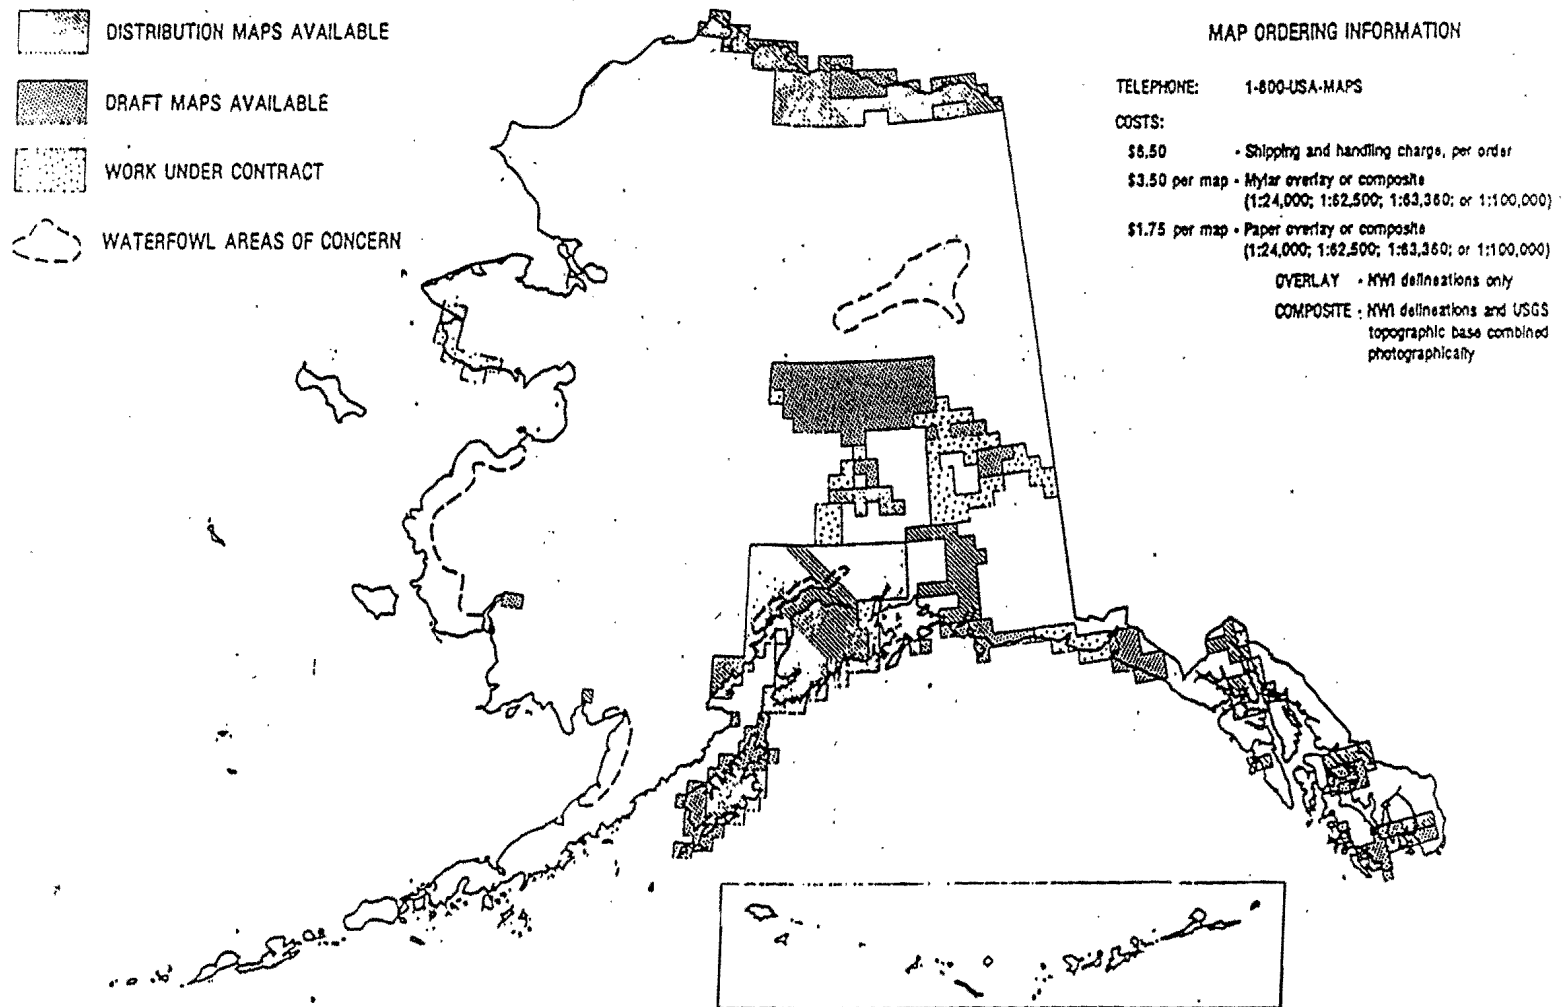 DISTRIBUTION MAPS AVAILABLE
DRAFT MAPS AVAILABLE
WORK UNDER CONTRACT
WATERFOWL AREAS OF CONCERN
MAP ORDERING INFORMATION
TELEPHONE: 1-800-USA-MAPS
COSTS:
$6.50 - Shipping and handling charge, per order
$3.50 per map - Mylar overlay or composite
(1:24,000; 1:62,500; 1:63,360; or 1:100,000)
$1.75 per map - Paper overlay or composite
(1:24,000; 1:62,500; 1:63,360; or 1:100,000)
OVERLAY - NWI delineations only
COMPOSITE - NWI delineations and USGS
topographic base combined
photographically